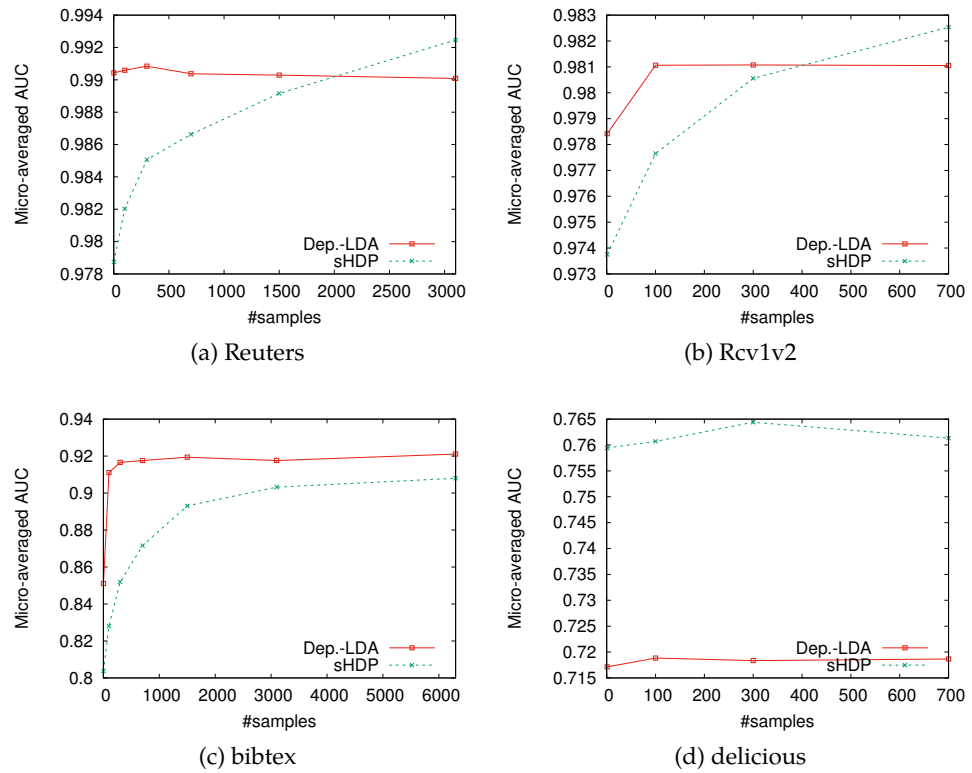 0.994
0.992
0.99
0.988
0.986
0.984
0.982
0.98
0.978
Micro-averaged AUC
Dep.-LDA
sHDP
0 500 1000 1500 2000 2500 3000
#samples
(a) Reuters
0.983
0.982
0.981
0.98
0.979
0.978
0.977
0.976
0.975
0.974
0.973
Micro-averaged AUC
Dep.-LDA
sHDP
0 100 200 300 400 500 600 700
#samples
(b) Rcv1v2
0.94
0.92
0.9
0.88
0.86
0.84
0.82
0.8
Micro-averaged AUC
Dep.-LDA
sHDP
0 1000 2000 3000 4000 5000 6000
#samples
(c) bibtex
0.765
0.76
0.755
0.75
0.745
0.74
0.735
0.73
0.725
0.72
0.715
Micro-averaged AUC
Dep.-LDA
sHDP
0 100 200 300 400 500 600 700
#samples
(d) delicious